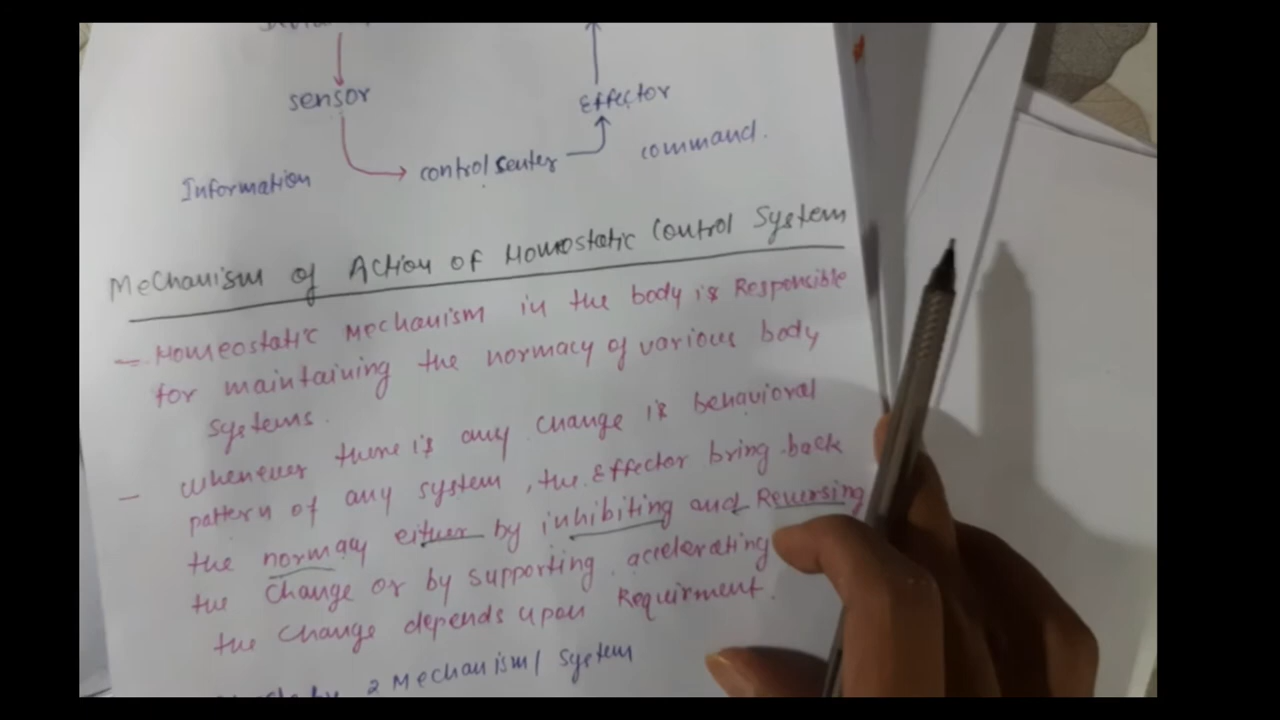 sensor
Effector
command.
control Senter
Information
Mechanism of Action of Homostatic Control System
- Homeostatic Mechanism in the body is Responcible
for maintaining the normacy of various body
systems.
- whenever there is any change is behavioral
pattern of any system, the Effector bring back
the normacy either by inhibiting and Reversing
the change or by supporting accelerating
the change depends upon Requirment.
by 2 Mechanism/ System